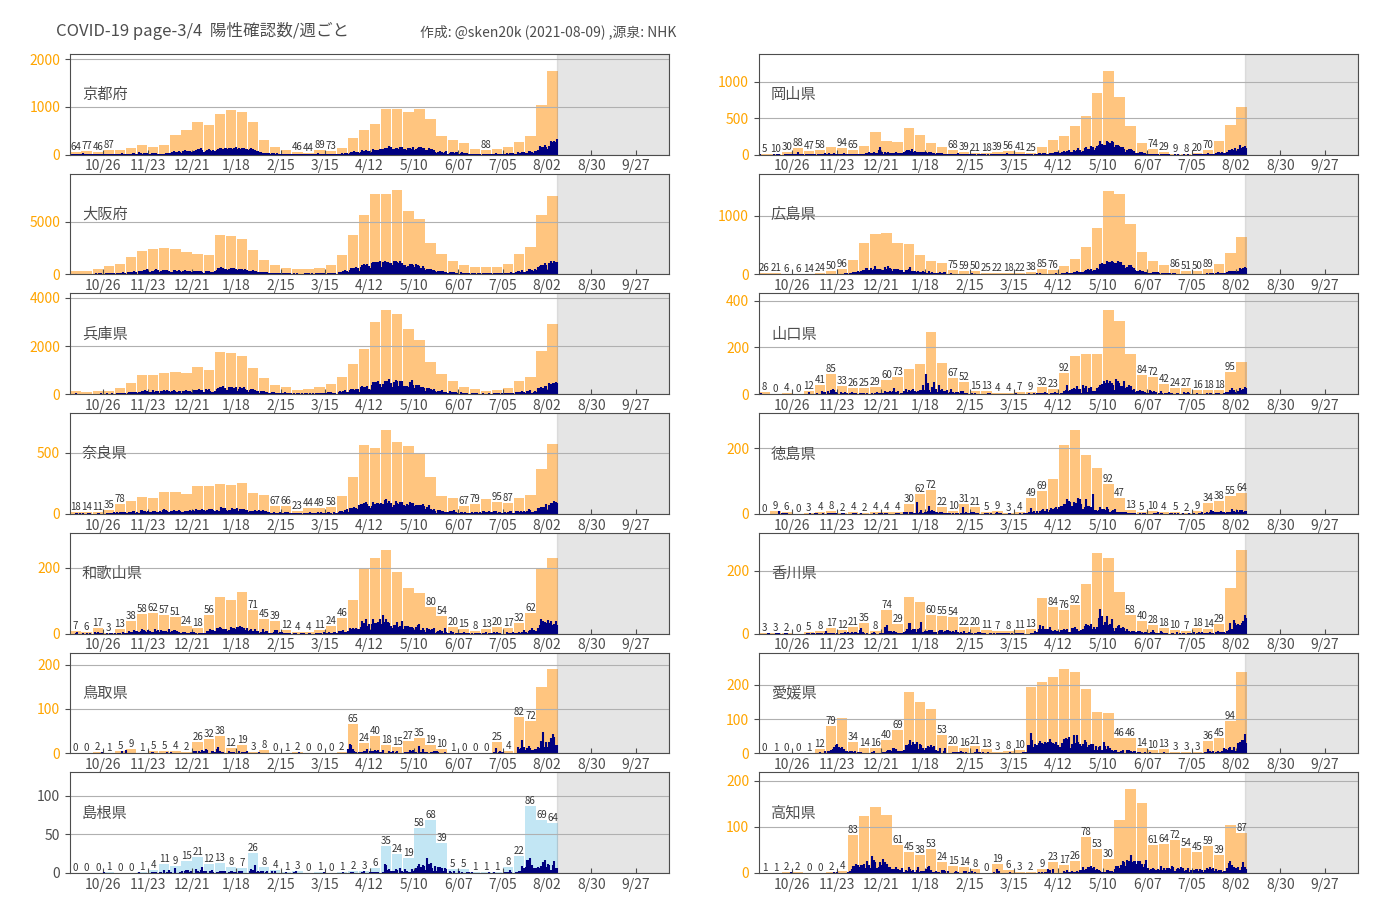 COVID-19 page-3/4 陽性確認数/週ごと
作成: @sken20k (2021-08-09) ,源泉: NHK
京都府
2000
1000
0
64 77 46 87 46 44 89 73 88
10/26 11/23 12/21 1/18 2/15 3/15 4/12 5/10 6/07 7/05 8/02 8/30 9/27
岡山県
1000
500
0
5 10 30 88 47 58 94 65 68 39 21 18 39 56 41 25 74 29 9 8 20 70
10/26 11/23 12/21 1/18 2/15 3/15 4/12 5/10 6/07 7/05 8/02 8/30 9/27
大阪府
5000
0
10/26 11/23 12/21 1/18 2/15 3/15 4/12 5/10 6/07 7/05 8/02 8/30 9/27
広島県
1000
0
26 21 6 6 14 24 50 96 75 59 50 25 22 18 22 38 85 76 86 51 50 89
10/26 11/23 12/21 1/18 2/15 3/15 4/12 5/10 6/07 7/05 8/02 8/30 9/27
兵庫県
4000
2000
0
10/26 11/23 12/21 1/18 2/15 3/15 4/12 5/10 6/07 7/05 8/02 8/30 9/27
山口県
400
200
0
8 0 4 0 12 41 85 33 26 25 29 60 73 67 52 15 13 4 4 7 9 32 23 92 84 72 42 24 27 16 18 18 95
10/26 11/23 12/21 1/18 2/15 3/15 4/12 5/10 6/07 7/05 8/02 8/30 9/27
奈良県
500
0
18 14 11 35 78 67 66 23 44 49 58 67 79 95 87
10/26 11/23 12/21 1/18 2/15 3/15 4/12 5/10 6/07 7/05 8/02 8/30 9/27
徳島県
200
0
0 9 6 0 3 4 8 2 4 2 4 4 4 30 62 72 22 10 31 21 5 9 3 4 49 69 92 47 13 5 10 4 5 2 9 34 38 55 64
10/26 11/23 12/21 1/18 2/15 3/15 4/12 5/10 6/07 7/05 8/02 8/30 9/27
和歌山県
200
0
7 6 17 3 13 38 58 62 57 51 24 18 56 71 45 39 12 4 4 11 24 46 80 54 20 15 8 13 20 17 32 62
10/26 11/23 12/21 1/18 2/15 3/15 4/12 5/10 6/07 7/05 8/02 8/30 9/27
香川県
200
0
3 3 2 0 5 8 17 12 21 35 8 74 29 60 55 54 22 20 11 7 8 11 13 84 76 92 58 40 28 18 10 7 18 14 29
10/26 11/23 12/21 1/18 2/15 3/15 4/12 5/10 6/07 7/05 8/02 8/30 9/27
鳥取県
200
100
0
0 0 2 1 5 9 1 5 5 4 2 26 32 38 12 19 3 8 0 1 2 0 0 0 2 65 24 40 18 15 27 35 19 10 1 0 0 0 25 4 82 72
10/26 11/23 12/21 1/18 2/15 3/15 4/12 5/10 6/07 7/05 8/02 8/30 9/27
愛媛県
200
100
0
0 1 0 0 1 12 79 34 14 16 40 69 53 20 16 21 13 3 8 10 46 46 14 10 13 3 3 3 36 45 94
10/26 11/23 12/21 1/18 2/15 3/15 4/12 5/10 6/07 7/05 8/02 8/30 9/27
島根県
100
50
0
0 0 0 1 0 0 1 4 11 9 15 21 12 13 8 7 26 8 4 1 3 0 1 0 1 2 3 6 35 24 19 58 68 39 5 5 1 1 1 8 22 86 69 64
10/26 11/23 12/21 1/18 2/15 3/15 4/12 5/10 6/07 7/05 8/02 8/30 9/27
高知県
200
100
0
1 1 2 2 0 0 2 4 83 61 45 38 53 24 15 14 8 0 19 6 3 2 9 23 17 26 78 53 30 61 64 72 54 45 59 39 87
10/26 11/23 12/21 1/18 2/15 3/15 4/12 5/10 6/07 7/05 8/02 8/30 9/27